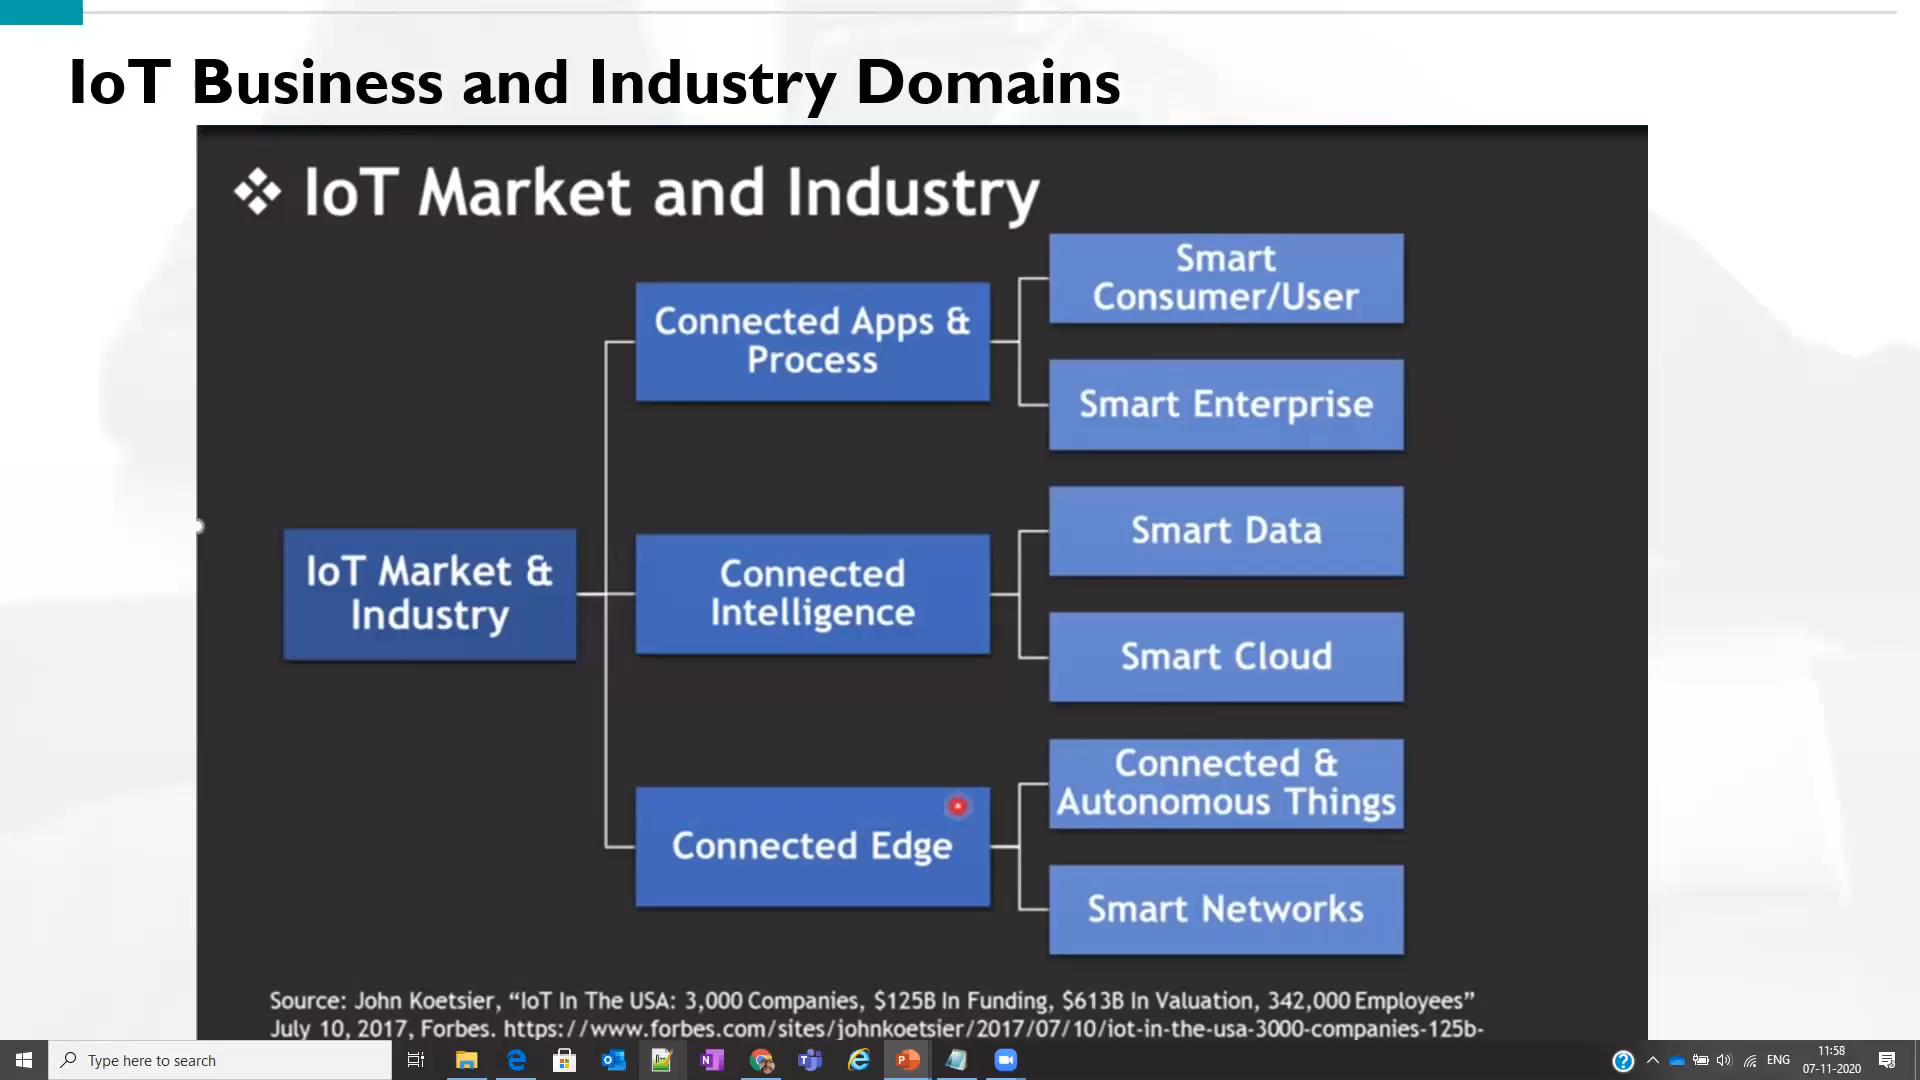 IoT Business and Industry Domains
❖ IoT Market and Industry
Smart
Consumer/User
Connected Apps &
Process
Smart Enterprise
Smart Data
IoT Market &
Industry
Connected
Intelligence
Smart Cloud
Connected &
Autonomous Things
Connected Edge
Smart Networks
Source: John Koetsier, “IoT In The USA: 3,000 Companies, $125B In Funding, $613B In Valuation, 342,000 Employees”
July 10, 2017, Forbes. https://www.forbes.com/sites/johnkoetsier/2017/07/10/iot-in-the-usa-3000-companies-125b-
Type here to search
ENG
11:58
07-11-2020